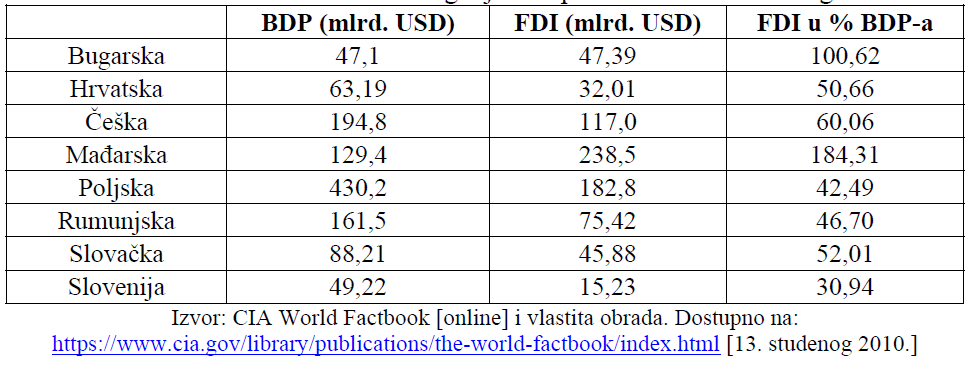 BDP (mlrd. USD) FDI (mlrd. USD) FDI u % BDP-a
Bugarska 47,1 47,39 100,62
Hrvatska 63,19 32,01 50,66
Češka 194,8 117,0 60,06
Mađarska 129,4 238,5 184,31
Poljska 430,2 182,8 42,49
Rumunjska 161,5 75,42 46,70
Slovačka 88,21 45,88 52,01
Slovenija 49,22 15,23 30,94
Izvor: CIA World Factbook [online] i vlastita obrada. Dostupno na:
https://www.cia.gov/library/publications/the-world-factbook/index.html [13. studenog 2010.]